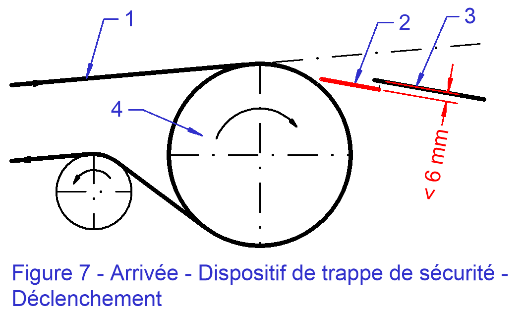 1
2
3
4
< 6 mm
Figure 7 - Arrivée - Dispositif de trappe de sécurité -
Déclenchement